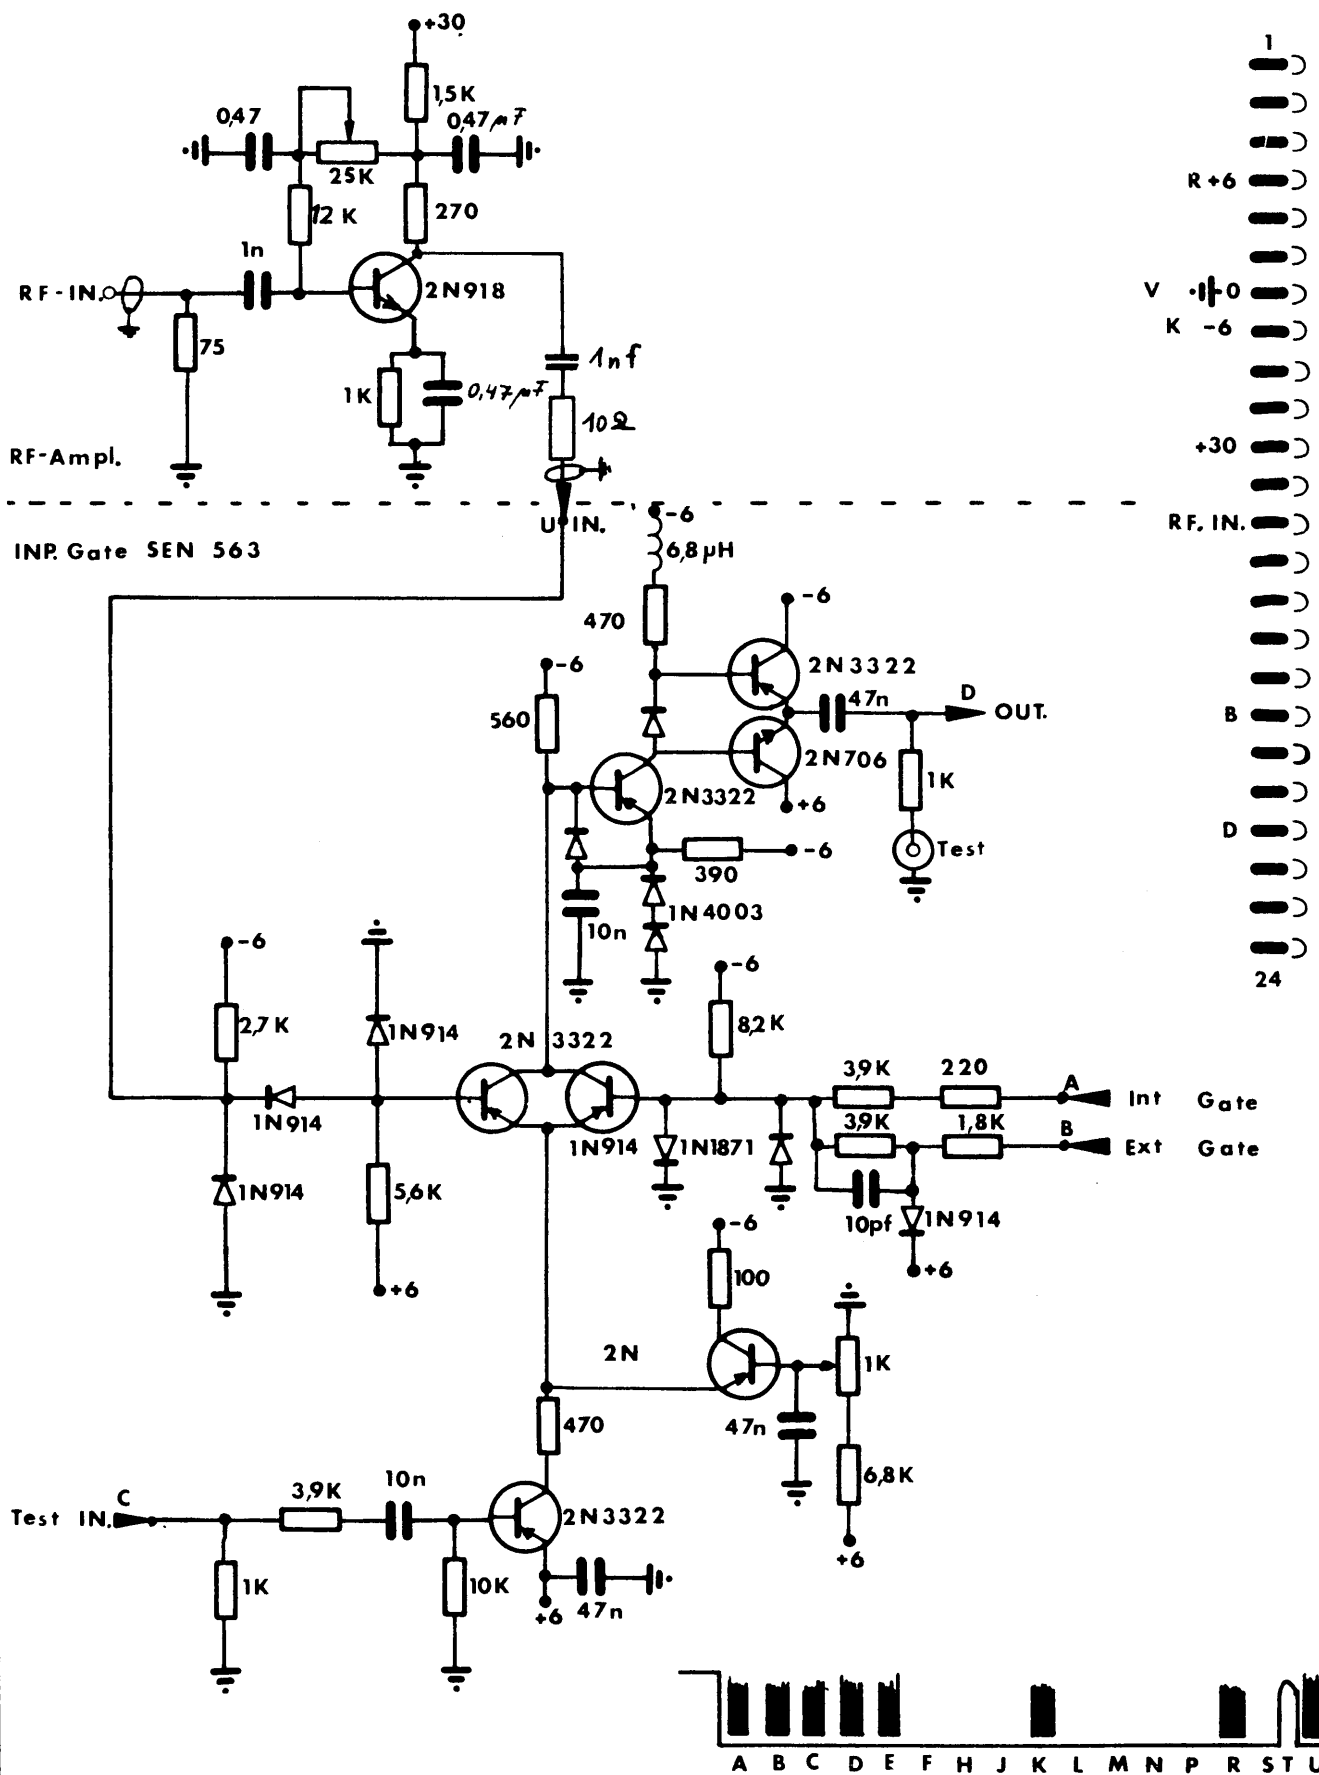 +30
1
1,5K
0,47
0,47µF
25K
R +6
12 K
270
1n
RF-IN.
2N918
V
0
K -6
75
1nf
1K
0,47µF
10Ω
+30
RF-Ampl.
-6
U IN.
RF. IN.
INP. Gate SEN 563
6,8µH
470
-6
-6
2N3322
560
47n
D
OUT.
B
2N706
2N3322
1K
+6
D
-6
Test
390
1N4003
10n
-6
-6
24
2,7K
1N914
2N 3322
8,2K
3,9K
220
A
Int Gate
1N914
3,9K
1,8K
B
1N914
1N1871
Ext Gate
1N914
5,6K
10pf
1N914
-6
+6
100
+6
2N
1K
470
47n
6,8K
10n
3,9K
C
Test IN.
2N3322
+6
1K
10K
+6
47n
A B C D E F H J K L M N P R S T U